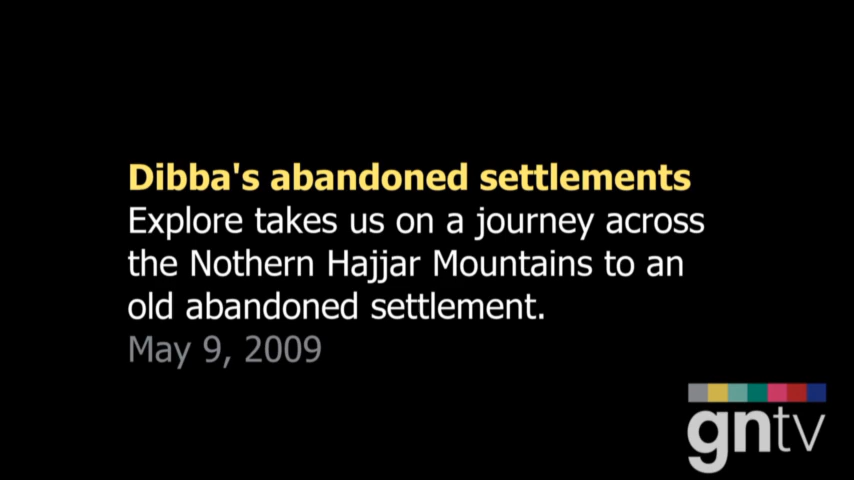 Dibba's abandoned settlements
Explore takes us on a journey across
the Nothern Hajjar Mountains to an
old abandoned settlement.
May 9, 2009
gntv